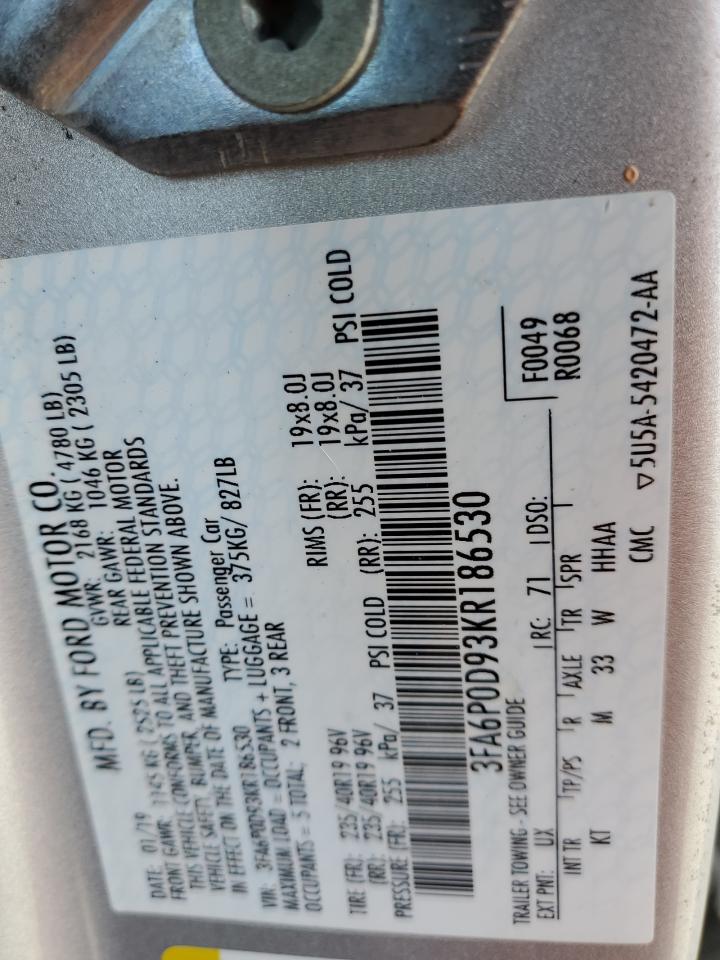 MFD. BY FORD MOTOR CO.
DATE: 01/19 GVWR: 2168 KG ( 4780 LB)
FRONT GAWR: 1145 KG ( 2525 LB) REAR GAWR: 1046 KG ( 2305 LB)
THIS VEHICLE CONFORMS TO ALL APPLICABLE FEDERAL MOTOR
VEHICLE SAFETY, BUMPER, AND THEFT PREVENTION STANDARDS
IN EFFECT ON THE DATE OF MANUFACTURE SHOWN ABOVE.
VIN: 3FA6P0D93KR186530 TYPE: Passenger Car
MAXIMUM LOAD = OCCUPANTS + LUGGAGE = 375KG/ 827LB
OCCUPANTS = 5 TOTAL; 2 FRONT, 3 REAR
TIRE (FR): 235/40R19 96V RIMS (FR): 19x8.0J
(RR): 235/40R19 96V (RR): 19x8.0J
PRESSURE (FR): 255 kPa/ 37 PSI COLD (RR): 255 kPa/ 37 PSI COLD
3FA6P0D93KR186530
TRAILER TOWING - SEE OWNER GUIDE F0049
EXT PNT: UX RC: 71 DSO: R0068
INT TR TP/PS R AXLE TR SPR
KT M 33 W HHAA
CMC ▽5U5A-5420472-AA